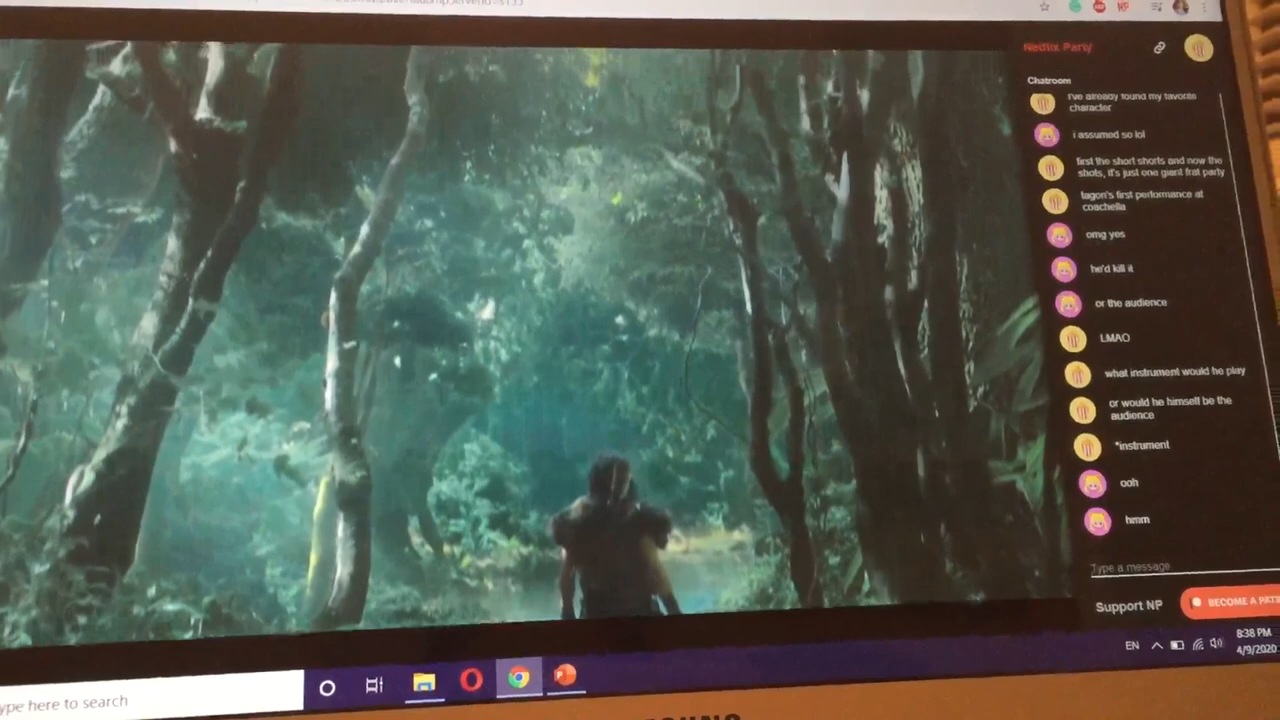 Netflix Party
Chatroom
I've already found my favorite
character
i assumed so lol
first the short shorts and now the
shots, it's just one giant frat party
tagon's first performance at
coachella
omg yes
he'd kill it
or the audience
LMAO
what instrument would he play
or would he himself be the
audience
*instrument
ooh
hmm
Type a message
Support NP
BECOME A
EN
8:38 PM
4/9/2020
ype here to search